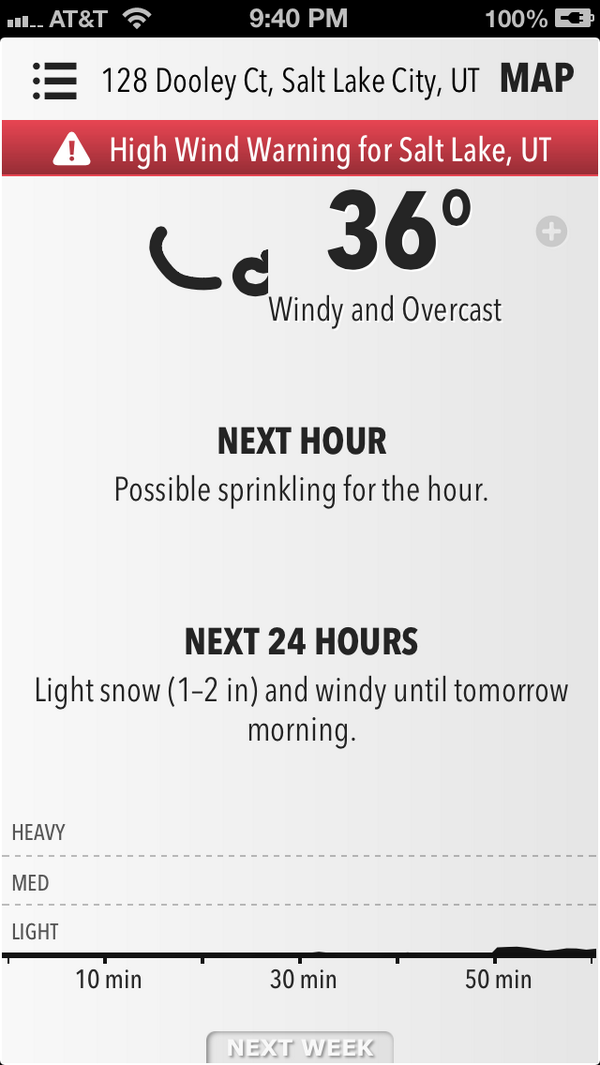 AT&T 9:40 PM 100%
128 Dooley Ct, Salt Lake City, UT MAP
High Wind Warning for Salt Lake, UT
36°
Windy and Overcast
NEXT HOUR
Possible sprinkling for the hour.
NEXT 24 HOURS
Light snow (1–2 in) and windy until tomorrow
morning.
HEAVY
MED
LIGHT
10 min 30 min 50 min
NEXT WEEK